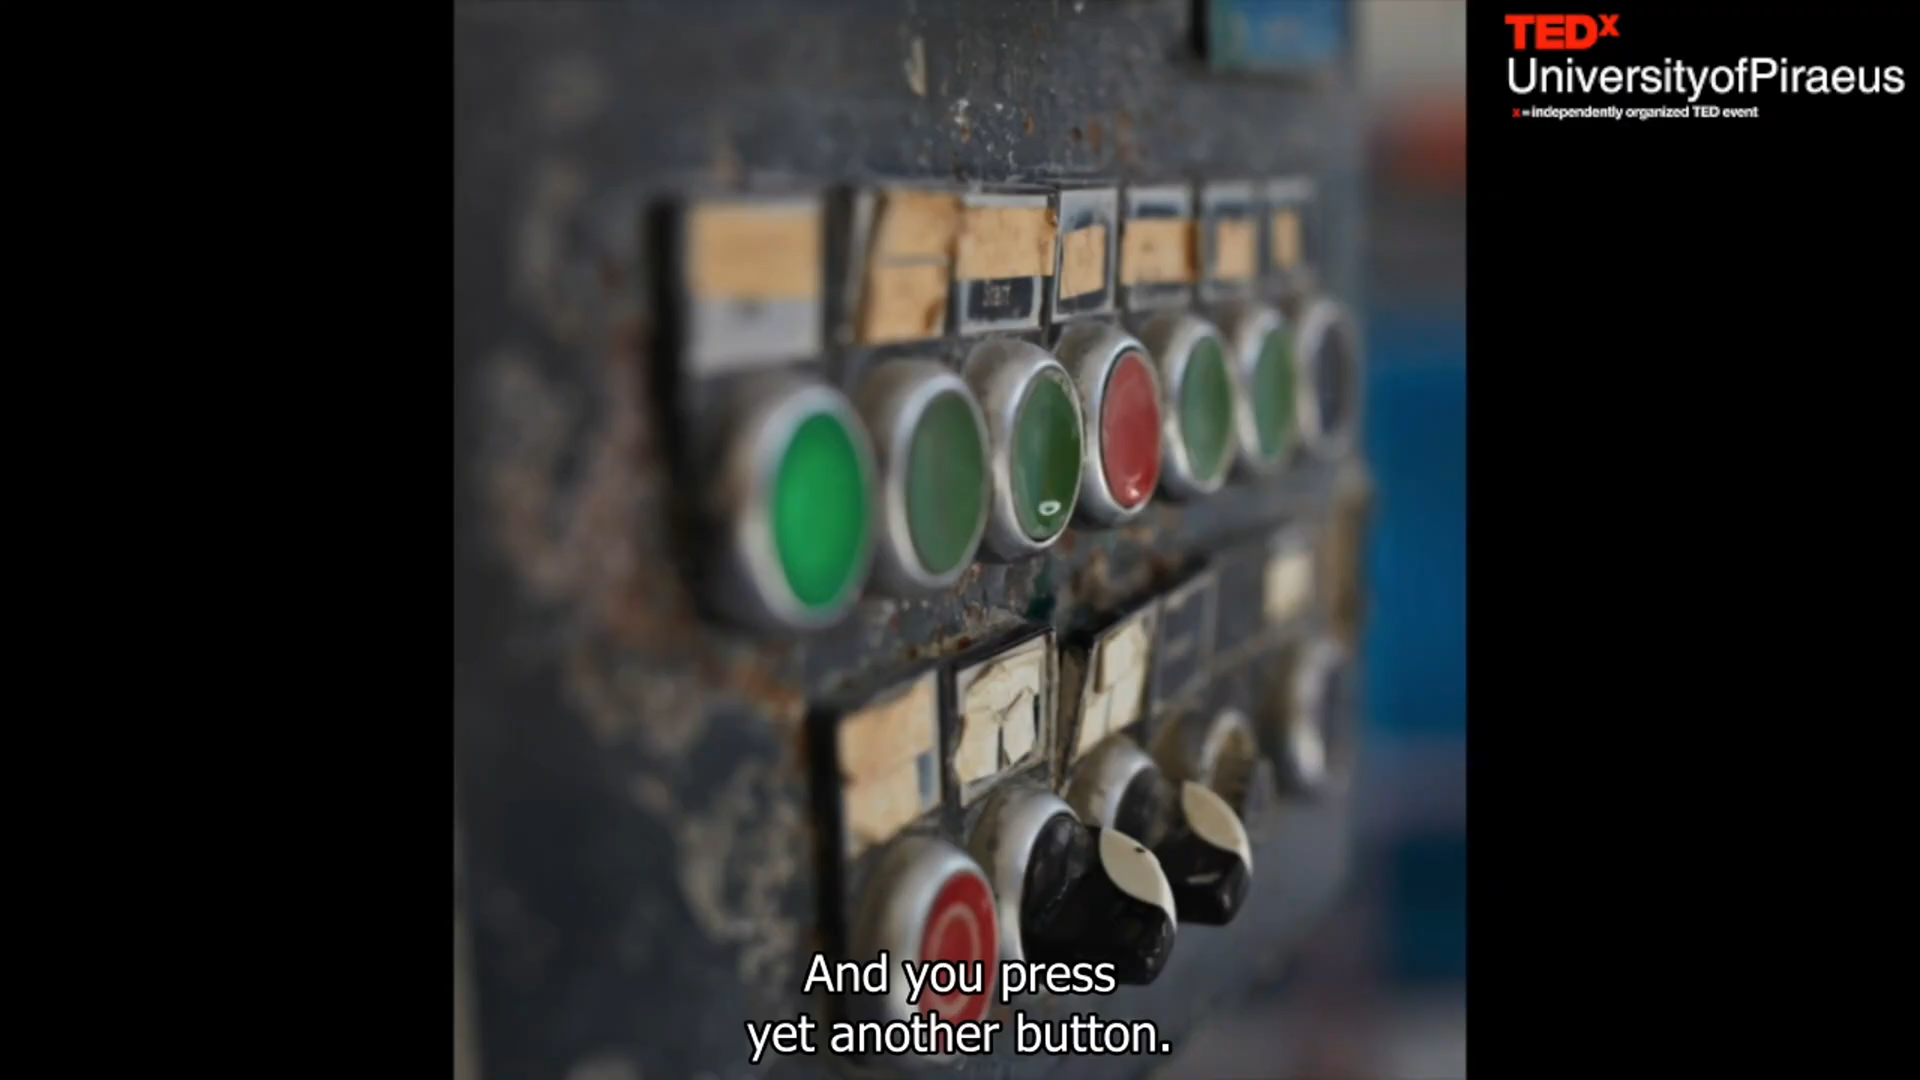 TEDx
UniversityofPiraeus
x=independently organized TED event
And you press
yet another button.